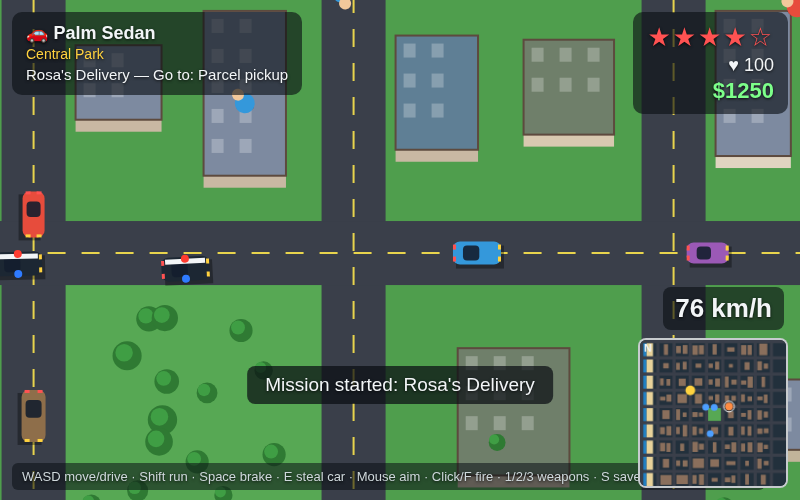 🚗 Palm Sedan
Central Park
Rosa's Delivery — Go to: Parcel pickup
★★★★☆
♥ 100
$1250
76 km/h
N
Mission started: Rosa's Delivery
WASD move/drive · Shift run · Space brake · E steal car · Mouse aim · Click/F fire · 1/2/3 weapons · S save